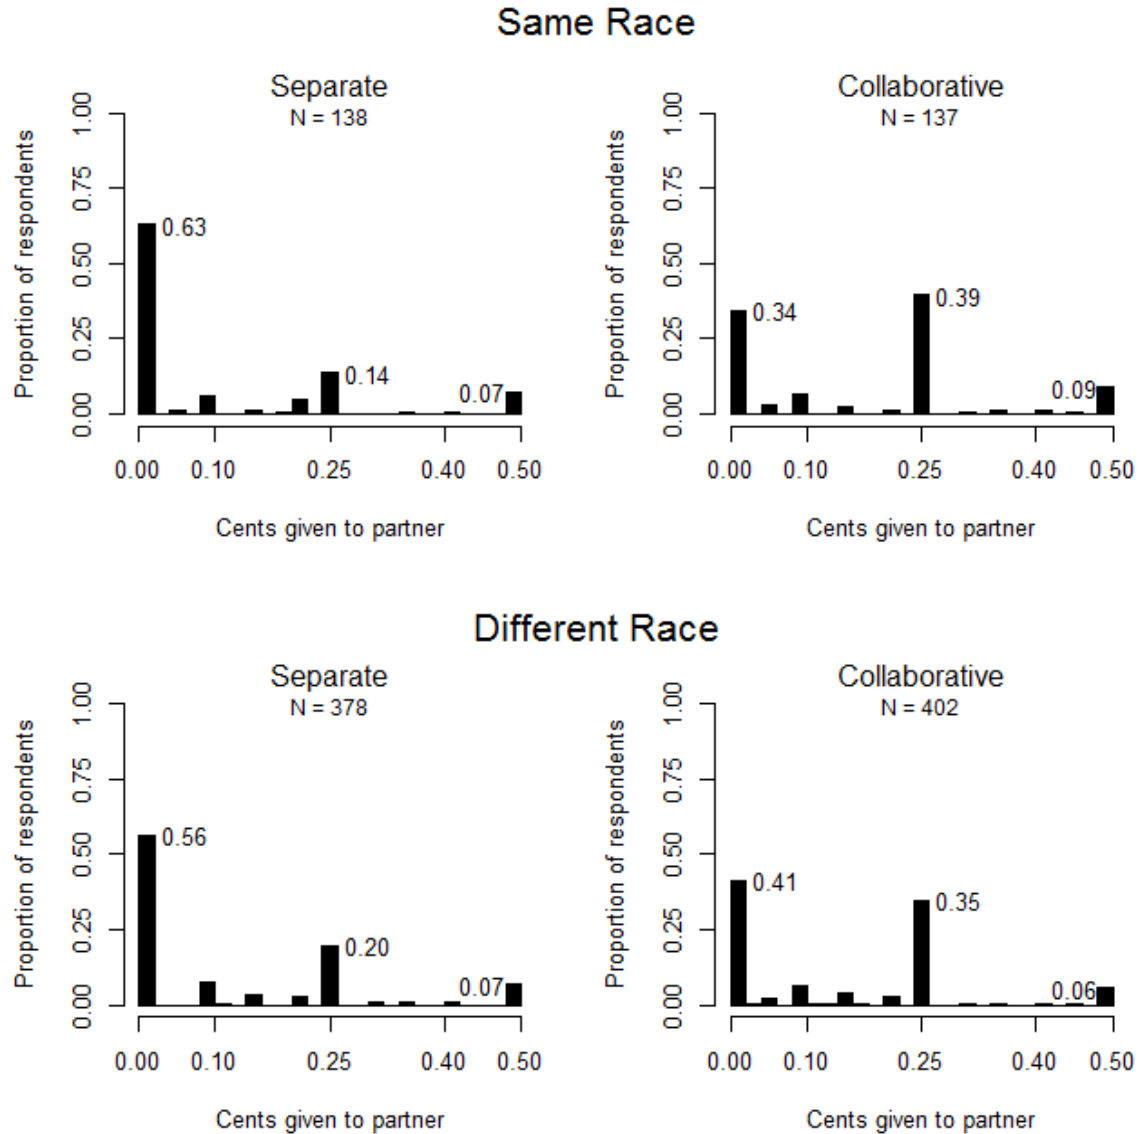 Same Race
Separate
N = 138
Proportion of respondents
0.00 0.25 0.50 0.75 1.00
0.63
0.14
0.07
0.00 0.10 0.25 0.40 0.50
Cents given to partner
Collaborative
N = 137
Proportion of respondents
0.00 0.25 0.50 0.75 1.00
0.34
0.39
0.09
0.00 0.10 0.25 0.40 0.50
Cents given to partner
Different Race
Separate
N = 378
Proportion of respondents
0.00 0.25 0.50 0.75 1.00
0.56
0.20
0.07
0.00 0.10 0.25 0.40 0.50
Cents given to partner
Collaborative
N = 402
Proportion of respondents
0.00 0.25 0.50 0.75 1.00
0.41
0.35
0.06
0.00 0.10 0.25 0.40 0.50
Cents given to partner